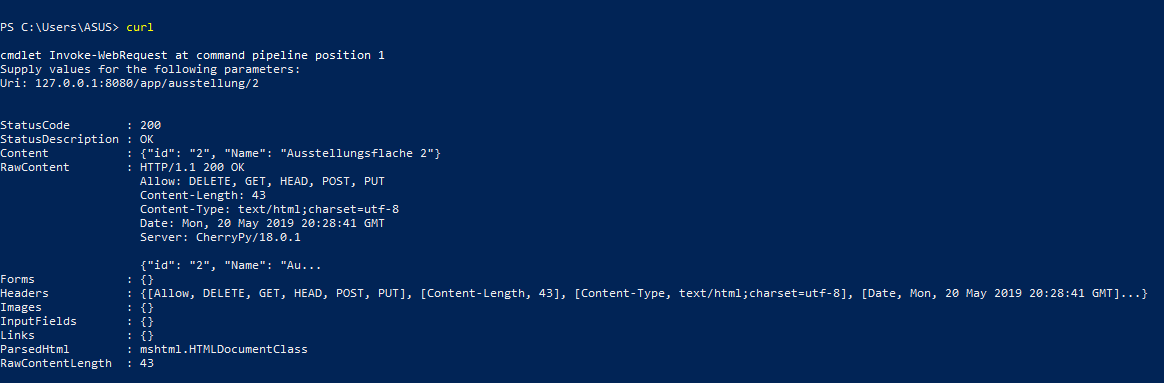 PS C:\Users\ASUS> curl
cmdlet Invoke-WebRequest at command pipeline position 1
Supply values for the following parameters:
Uri: 127.0.0.1:8080/app/ausstellung/2
StatusCode        : 200
StatusDescription : OK
Content           : {"id": "2", "Name": "Ausstellungsflache 2"}
RawContent        : HTTP/1.1 200 OK
                    Allow: DELETE, GET, HEAD, POST, PUT
                    Content-Length: 43
                    Content-Type: text/html;charset=utf-8
                    Date: Mon, 20 May 2019 20:28:41 GMT
                    Server: CherryPy/18.0.1
                    {"id": "2", "Name": "Au...
Forms             : {}
Headers           : {[Allow, DELETE, GET, HEAD, POST, PUT], [Content-Length, 43], [Content-Type, text/html;charset=utf-8], [Date, Mon, 20 May 2019 20:28:41 GMT]...}
Images            : {}
InputFields       : {}
Links             : {}
ParsedHtml        : mshtml.HTMLDocumentClass
RawContentLength  : 43